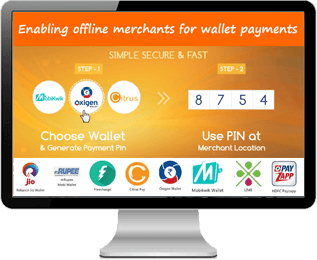 Enabling offline merchants for wallet payments
SIMPLE SECURE & FAST
STEP - 1
STEP - 2
MobiKwik
Oxigen
Citrus
8 7 5 4
Choose Wallet
& Generate Payment Pin
Use PIN at
Merchant Location
Jio
Reliance Jio Wallet
mRUPEE
mRupee
Mobi Wallet
Freecharge
Citrus Pay
Oxigen Wallet
Mobikwik Wallet
LIME
PAY
ZAPP
HDFC PayZapp